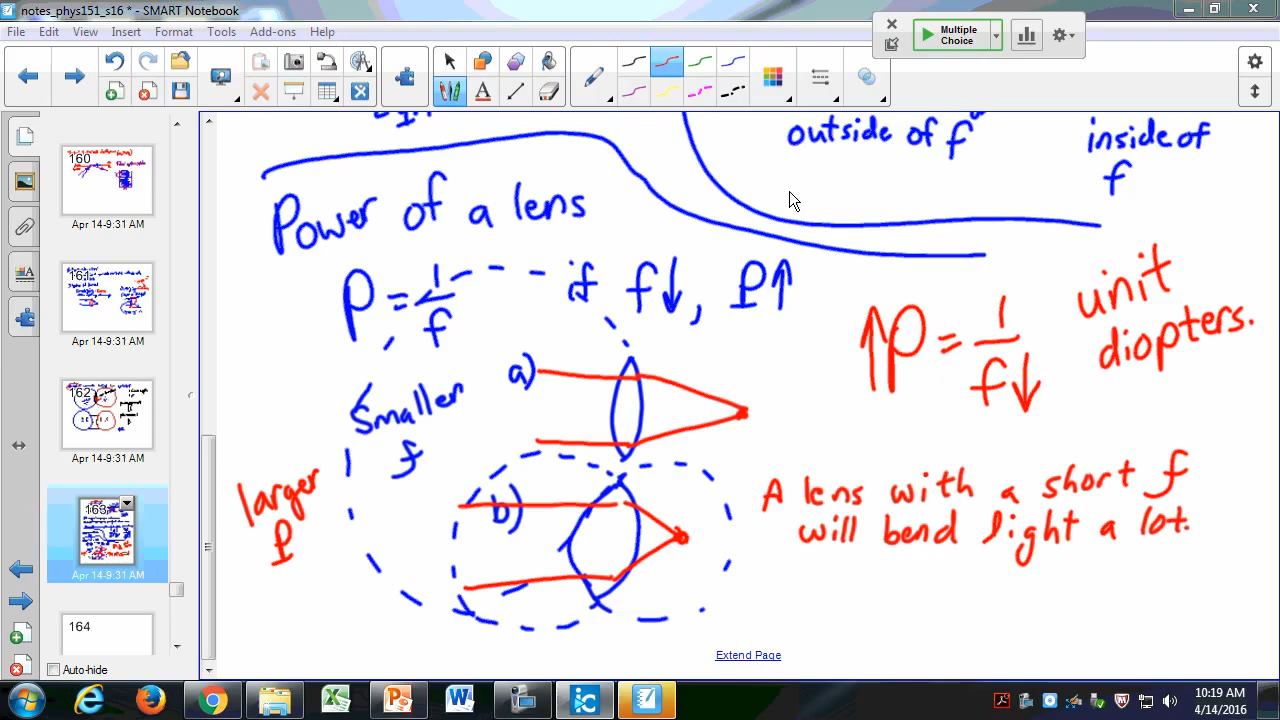 notes_phys151_s16 * - SMART Notebook
File Edit View Insert Format Tools Add-ons Help
Multiple
Choice
outside of f
inside of
f
Power of a lens
P = 1/f if f↓, P↑
↑P = 1/f↓
unit
diopters.
a)
Smaller
f
larger
P
b)
A lens with a short f
will bend light a lot.
160
Apr 14-9:31 AM
161
Apr 14-9:31 AM
162
Apr 14-9:31 AM
163
Apr 14-9:31 AM
164
Auto-hide
Extend Page
10:19 AM
4/14/2016